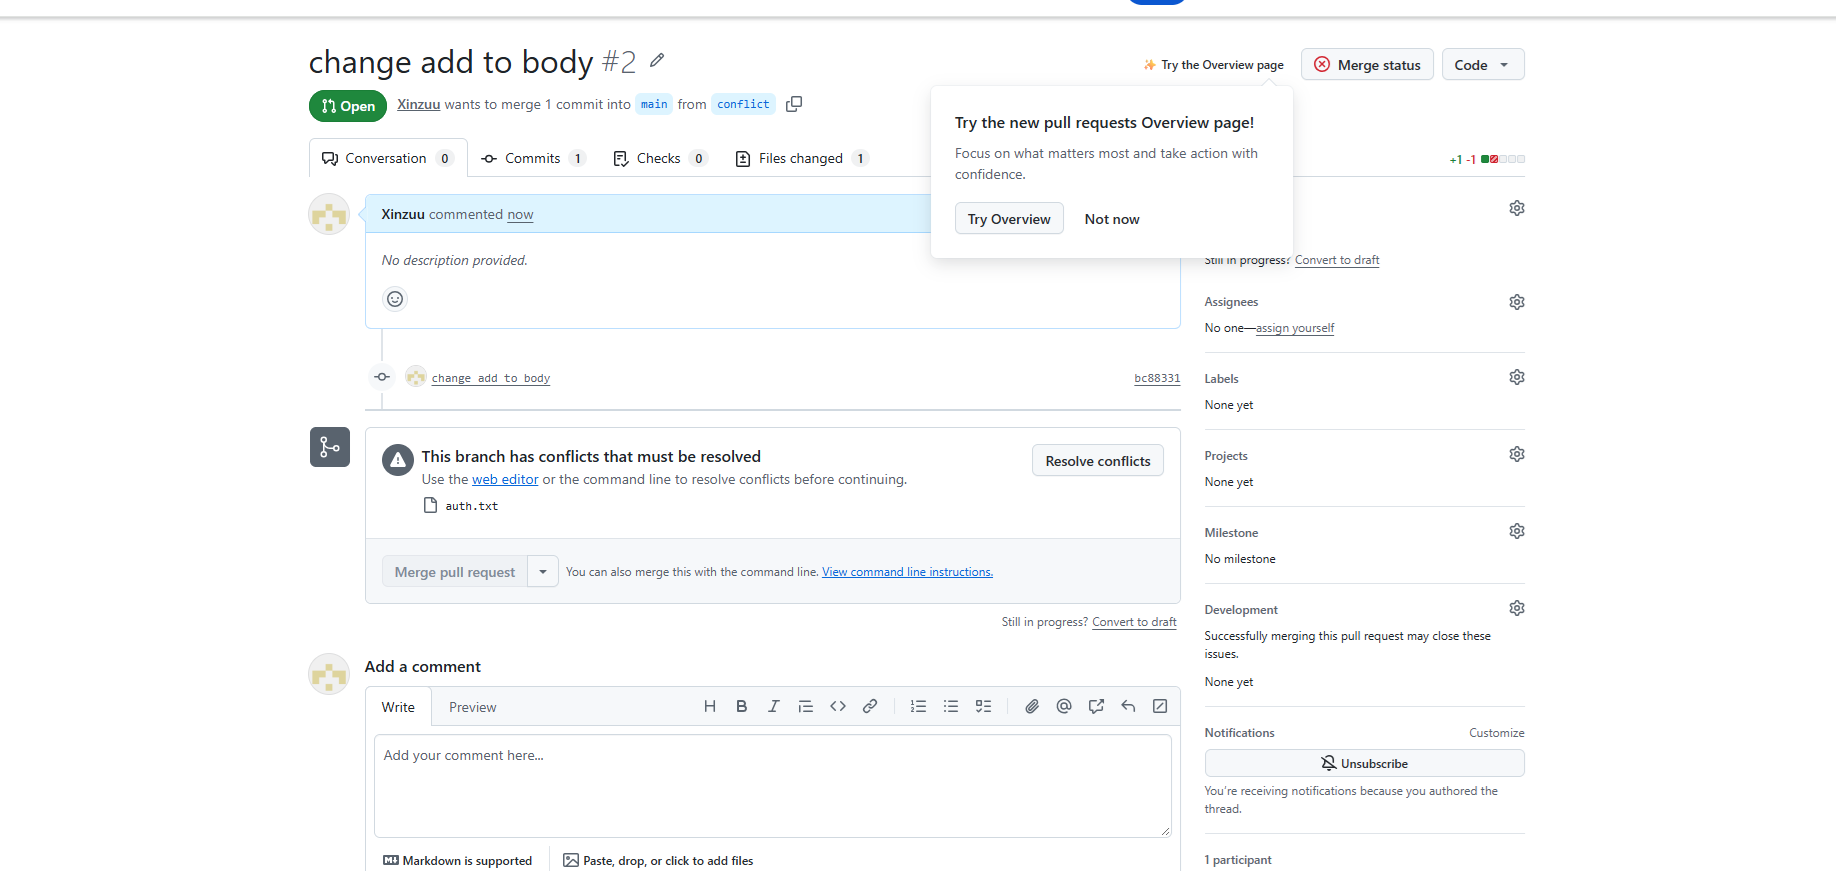 change add to body #2
Try the Overview page
Merge status
Code
Open
Xinzuu wants to merge 1 commit into main from conflict
Try the new pull requests Overview page!
Focus on what matters most and take action with
confidence.
Try Overview
Not now
Conversation 0
Commits 1
Checks 0
Files changed 1
+1 -1
Xinzuu commented now
No description provided.
Still in progress? Convert to draft
Assignees
No one—assign yourself
change add to body
bc88331
Labels
None yet
This branch has conflicts that must be resolved
Use the web editor or the command line to resolve conflicts before continuing.
auth.txt
Resolve conflicts
Projects
None yet
Merge pull request
You can also merge this with the command line. View command line instructions.
Milestone
No milestone
Still in progress? Convert to draft
Development
Successfully merging this pull request may close these
issues.
None yet
Add a comment
Write
Preview
Add your comment here...
Markdown is supported
Paste, drop, or click to add files
Notifications
Customize
Unsubscribe
You're receiving notifications because you authored the
thread.
1 participant